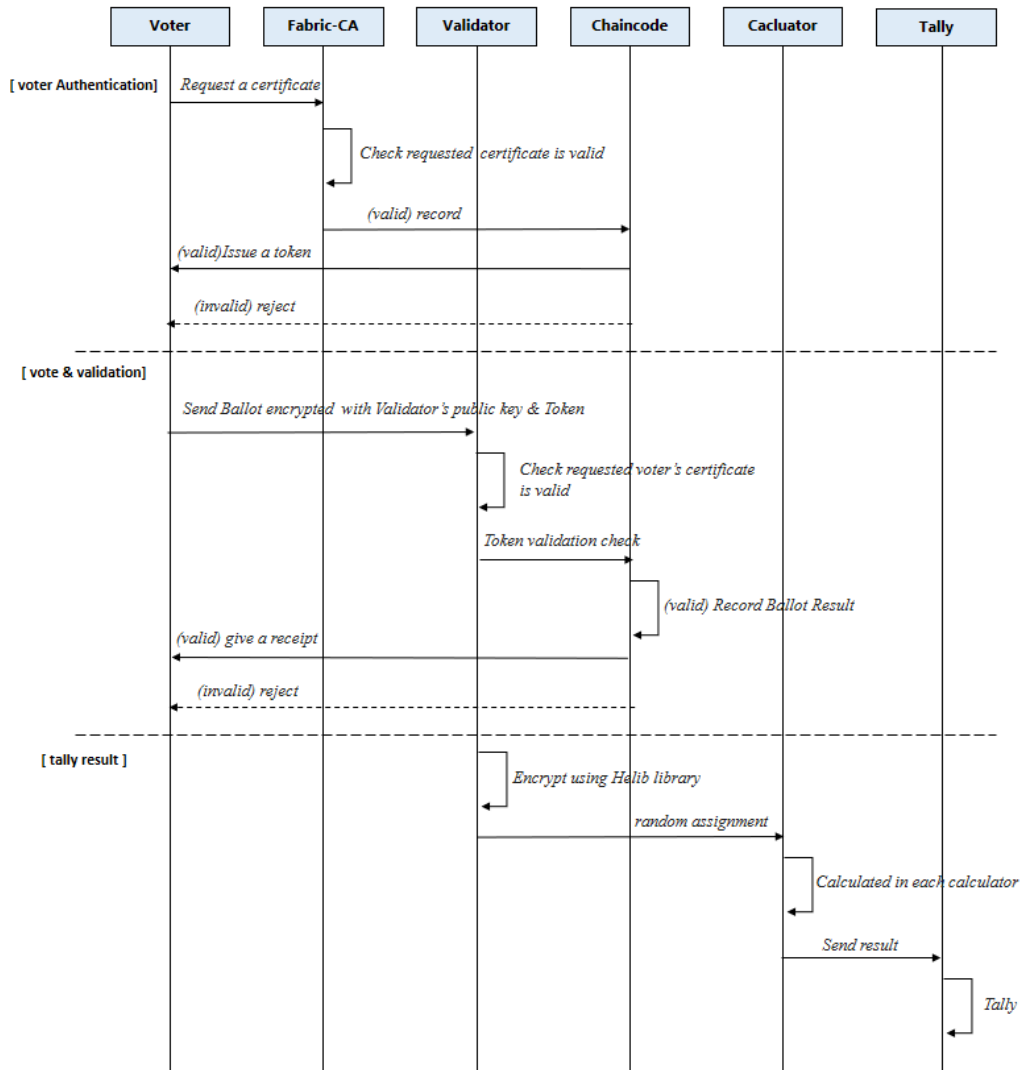 Voter
Fabric-CA
Validator
Chaincode
Cacluator
Tally
[ voter Authentication]
Request a certificate
Check requested certificate is valid
(valid) record
(valid)Issue a token
(invalid) reject
[ vote & validation]
Send Ballot encrypted with Validator's public key & Token
Check requested voter's certificate
is valid
Token validation check
(valid) Record Ballot Result
(valid) give a receipt
(invalid) reject
[ tally result ]
Encrypt using Helib library
random assignment
Calculated in each calculator
Send result
Tally